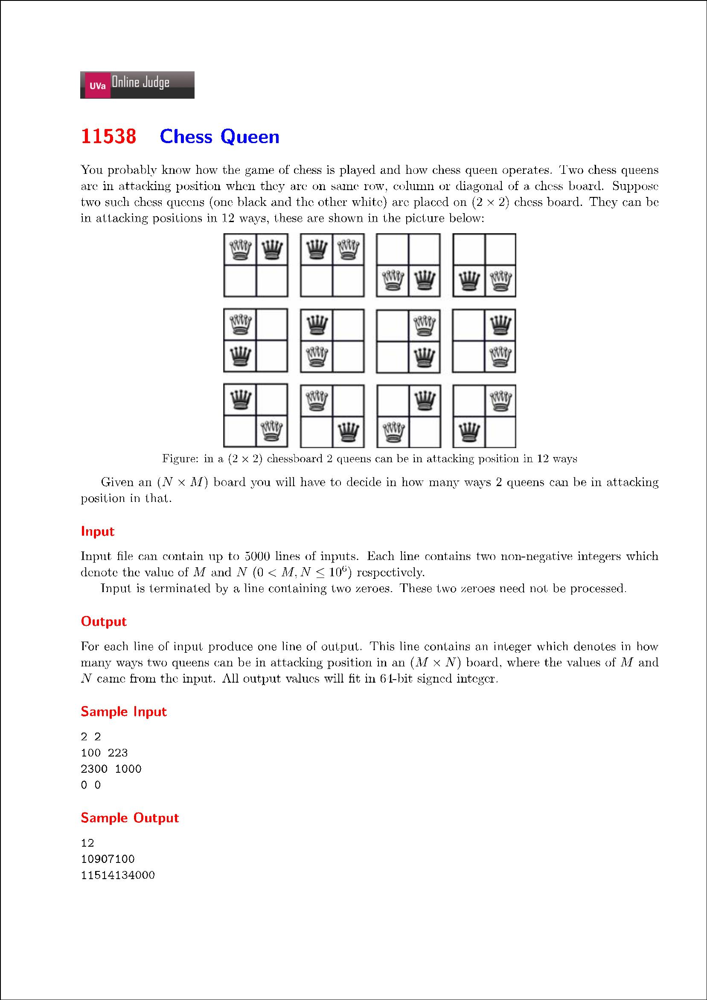 UVa Online Judge
11538 Chess Queen
You probably know how the game of chess is played and how chess queen operates. Two chess queens
are in attacking position when they are on same row, column or diagonal of a chess board. Suppose
two such chess queens (one black and the other white) are placed on (2 × 2) chess board. They can be
in attacking positions in 12 ways, these are shown in the picture below:
Figure: in a (2 × 2) chessboard 2 queens can be in attacking position in 12 ways
Given an (N × M) board you will have to decide in how many ways 2 queens can be in attacking
position in that.
Input
Input file can contain up to 5000 lines of inputs. Each line contains two non-negative integers which
denote the value of M and N (0 < M, N ≤ 10⁶) respectively.
Input is terminated by a line containing two zeroes. These two zeroes need not be processed.
Output
For each line of input produce one line of output. This line contains an integer which denotes in how
many ways two queens can be in attacking position in an (M × N) board, where the values of M and
N came from the input. All output values will fit in 64-bit signed integer.
Sample Input
2 2
100 223
2300 1000
0 0
Sample Output
12
10907100
11514134000